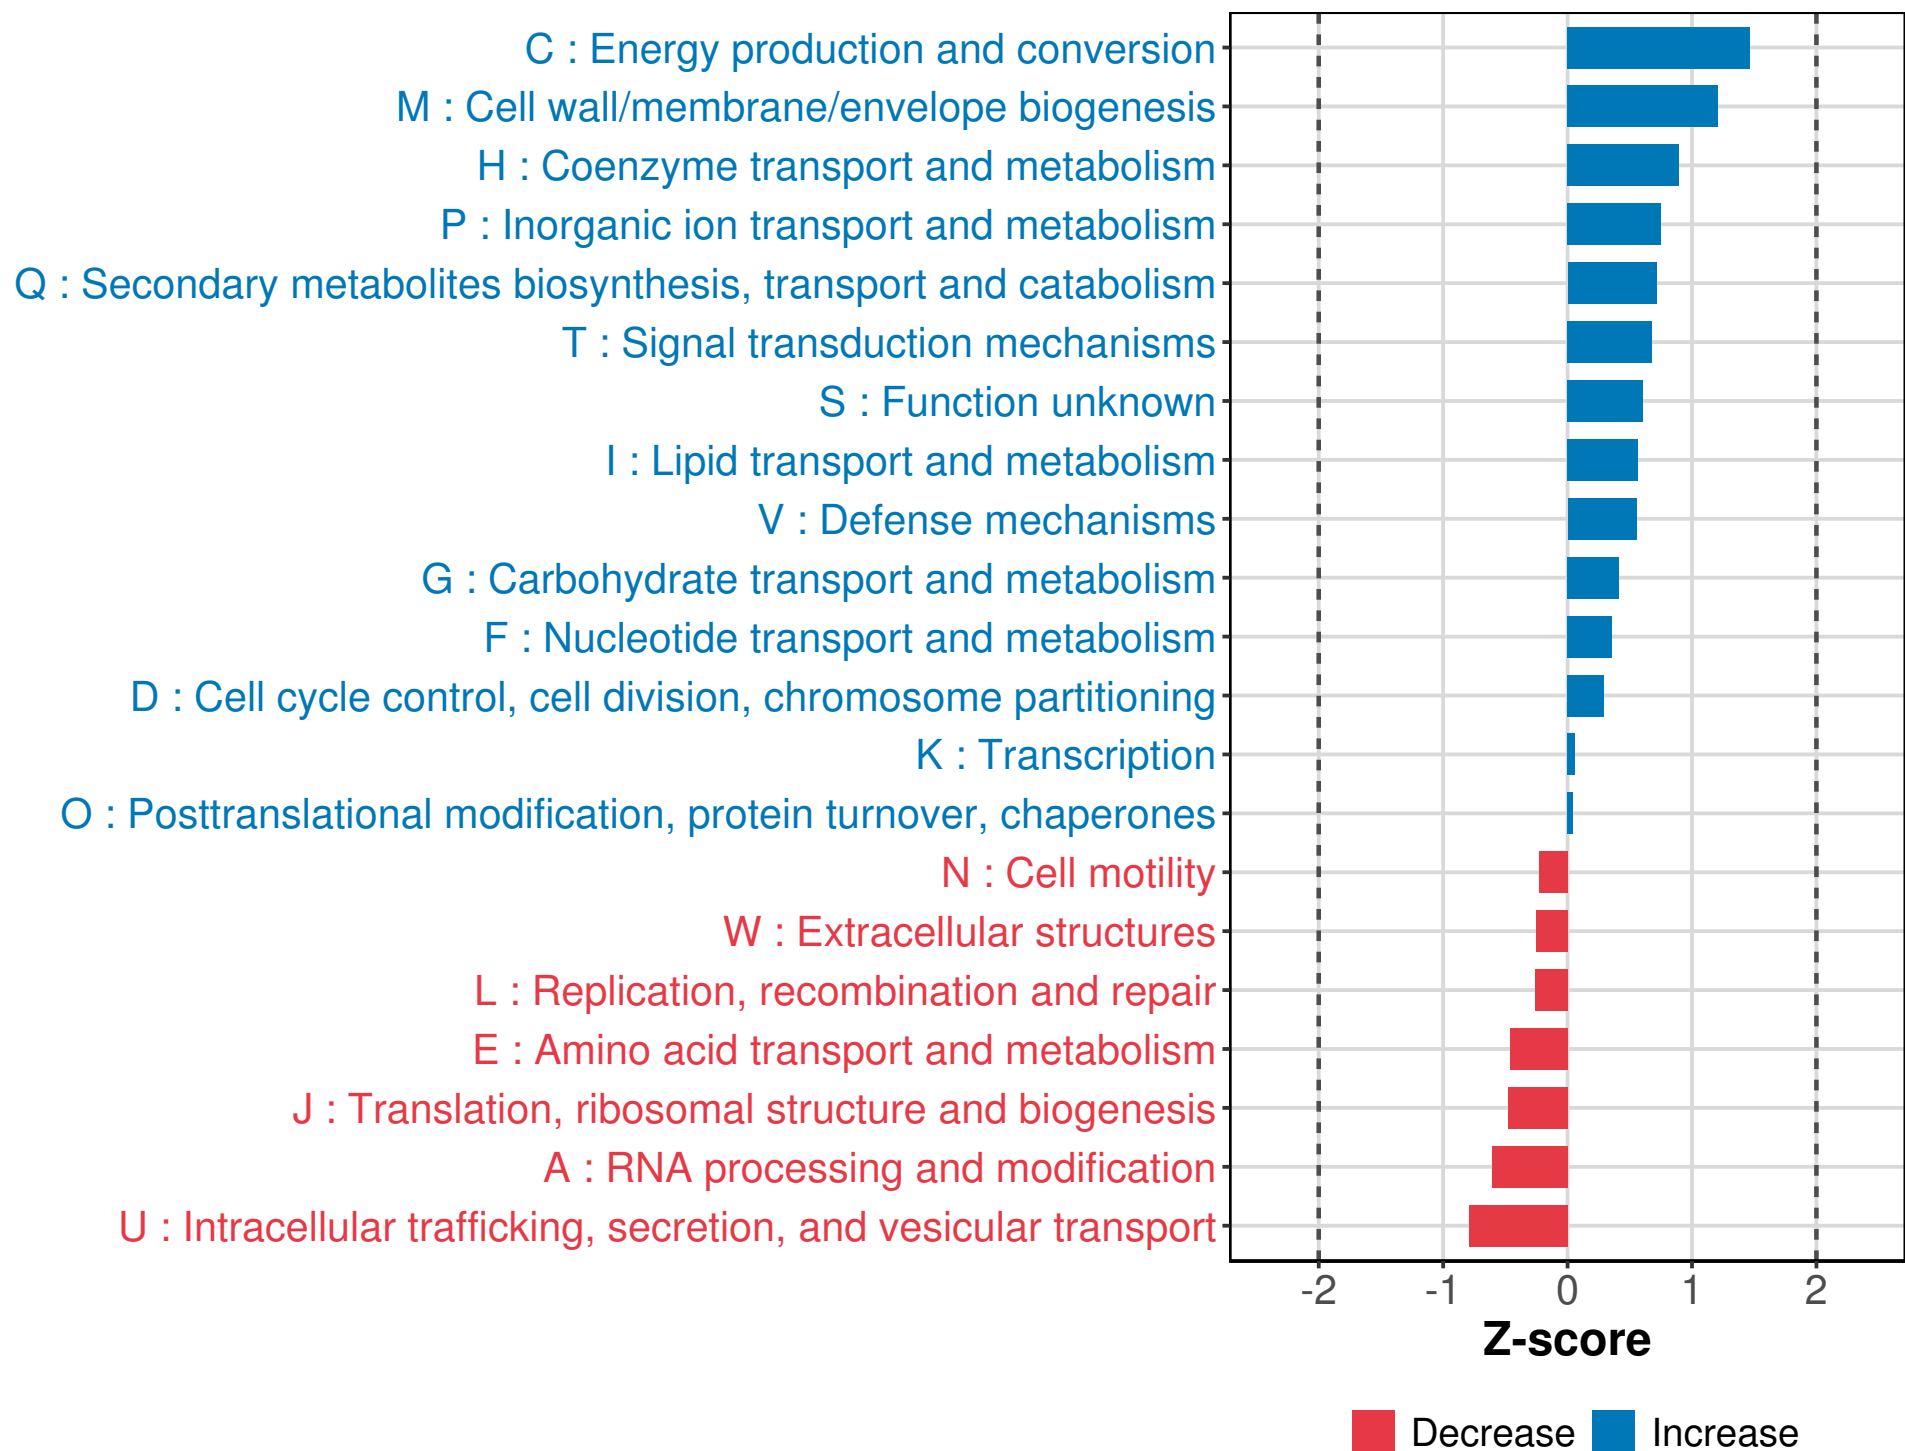 C : Energy production and conversion
M : Cell wall/membrane/envelope biogenesis
H : Coenzyme transport and metabolism
P : Inorganic ion transport and metabolism
Q : Secondary metabolites biosynthesis, transport and catabolism
T : Signal transduction mechanisms
S : Function unknown
I : Lipid transport and metabolism
V : Defense mechanisms
G : Carbohydrate transport and metabolism
F : Nucleotide transport and metabolism
D : Cell cycle control, cell division, chromosome partitioning
K : Transcription
O : Posttranslational modification, protein turnover, chaperones
N : Cell motility
W : Extracellular structures
L : Replication, recombination and repair
E : Amino acid transport and metabolism
J : Translation, ribosomal structure and biogenesis
A : RNA processing and modification
U : Intracellular trafficking, secretion, and vesicular transport
-2 -1 0 1 2
Z-score
Decrease Increase